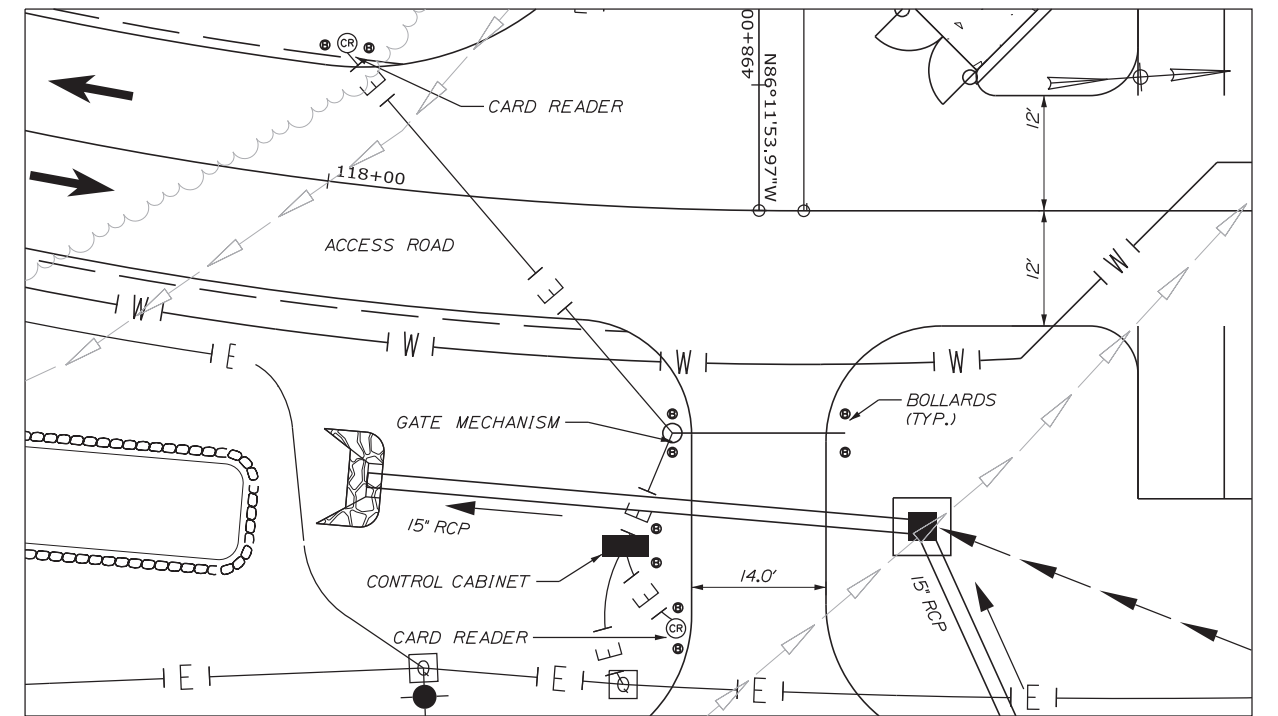 CR
CARD READER
498+00
N86°11'53.97"W
12'
E
118+00
ACCESS ROAD
12'
E
W
W
W
W
W
E
GATE MECHANISM
BOLLARDS
(TYP.)
15" RCP
E
CONTROL CABINET
14.0'
15" RCP
E
CARD READER
CR
E
E
E
E
E